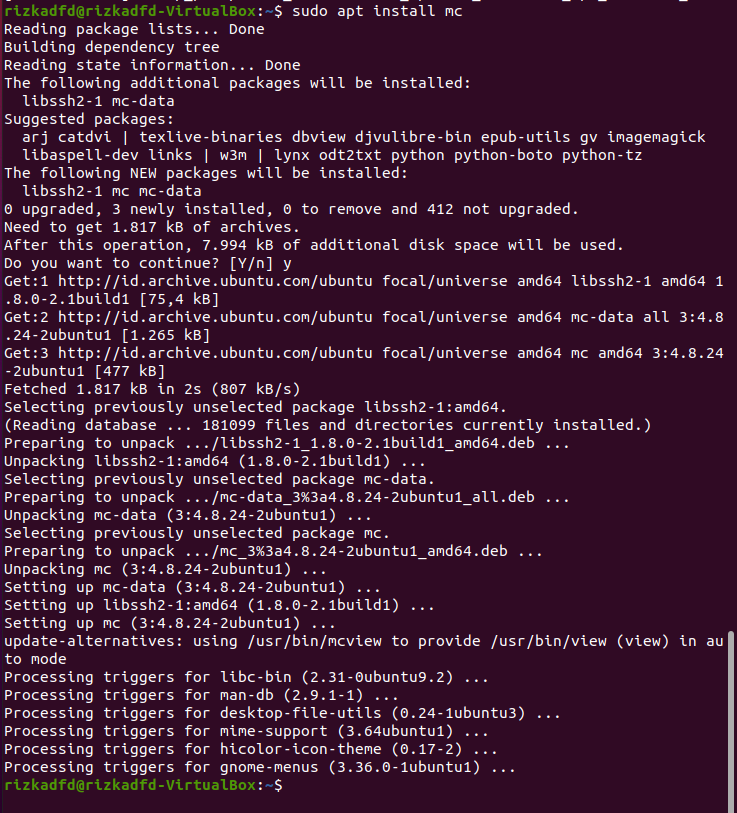 rizkadfd@rizkadfd-VirtualBox:~$ sudo apt install mc
Reading package lists... Done
Building dependency tree
Reading state information... Done
The following additional packages will be installed:
  libssh2-1 mc-data
Suggested packages:
  arj catdvi | texlive-binaries dbview djvulibre-bin epub-utils gv imagemagick
  libaspell-dev links | w3m | lynx odt2txt python python-boto python-tz
The following NEW packages will be installed:
  libssh2-1 mc mc-data
0 upgraded, 3 newly installed, 0 to remove and 412 not upgraded.
Need to get 1.817 kB of archives.
After this operation, 7.994 kB of additional disk space will be used.
Do you want to continue? [Y/n] y
Get:1 http://id.archive.ubuntu.com/ubuntu focal/universe amd64 libssh2-1 amd64 1
.8.0-2.1build1 [75,4 kB]
Get:2 http://id.archive.ubuntu.com/ubuntu focal/universe amd64 mc-data all 3:4.8
.24-2ubuntu1 [1.265 kB]
Get:3 http://id.archive.ubuntu.com/ubuntu focal/universe amd64 mc amd64 3:4.8.24
-2ubuntu1 [477 kB]
Fetched 1.817 kB in 2s (807 kB/s)
Selecting previously unselected package libssh2-1:amd64.
(Reading database ... 181099 files and directories currently installed.)
Preparing to unpack .../libssh2-1_1.8.0-2.1build1_amd64.deb ...
Unpacking libssh2-1:amd64 (1.8.0-2.1build1) ...
Selecting previously unselected package mc-data.
Preparing to unpack .../mc-data_3%3a4.8.24-2ubuntu1_all.deb ...
Unpacking mc-data (3:4.8.24-2ubuntu1) ...
Selecting previously unselected package mc.
Preparing to unpack .../mc_3%3a4.8.24-2ubuntu1_amd64.deb ...
Unpacking mc (3:4.8.24-2ubuntu1) ...
Setting up mc-data (3:4.8.24-2ubuntu1) ...
Setting up libssh2-1:amd64 (1.8.0-2.1build1) ...
Setting up mc (3:4.8.24-2ubuntu1) ...
update-alternatives: using /usr/bin/mcview to provide /usr/bin/view (view) in au
to mode
Processing triggers for libc-bin (2.31-0ubuntu9.2) ...
Processing triggers for man-db (2.9.1-1) ...
Processing triggers for desktop-file-utils (0.24-1ubuntu3) ...
Processing triggers for mime-support (3.64ubuntu1) ...
Processing triggers for hicolor-icon-theme (0.17-2) ...
Processing triggers for gnome-menus (3.36.0-1ubuntu1) ...
rizkadfd@rizkadfd-VirtualBox:~$